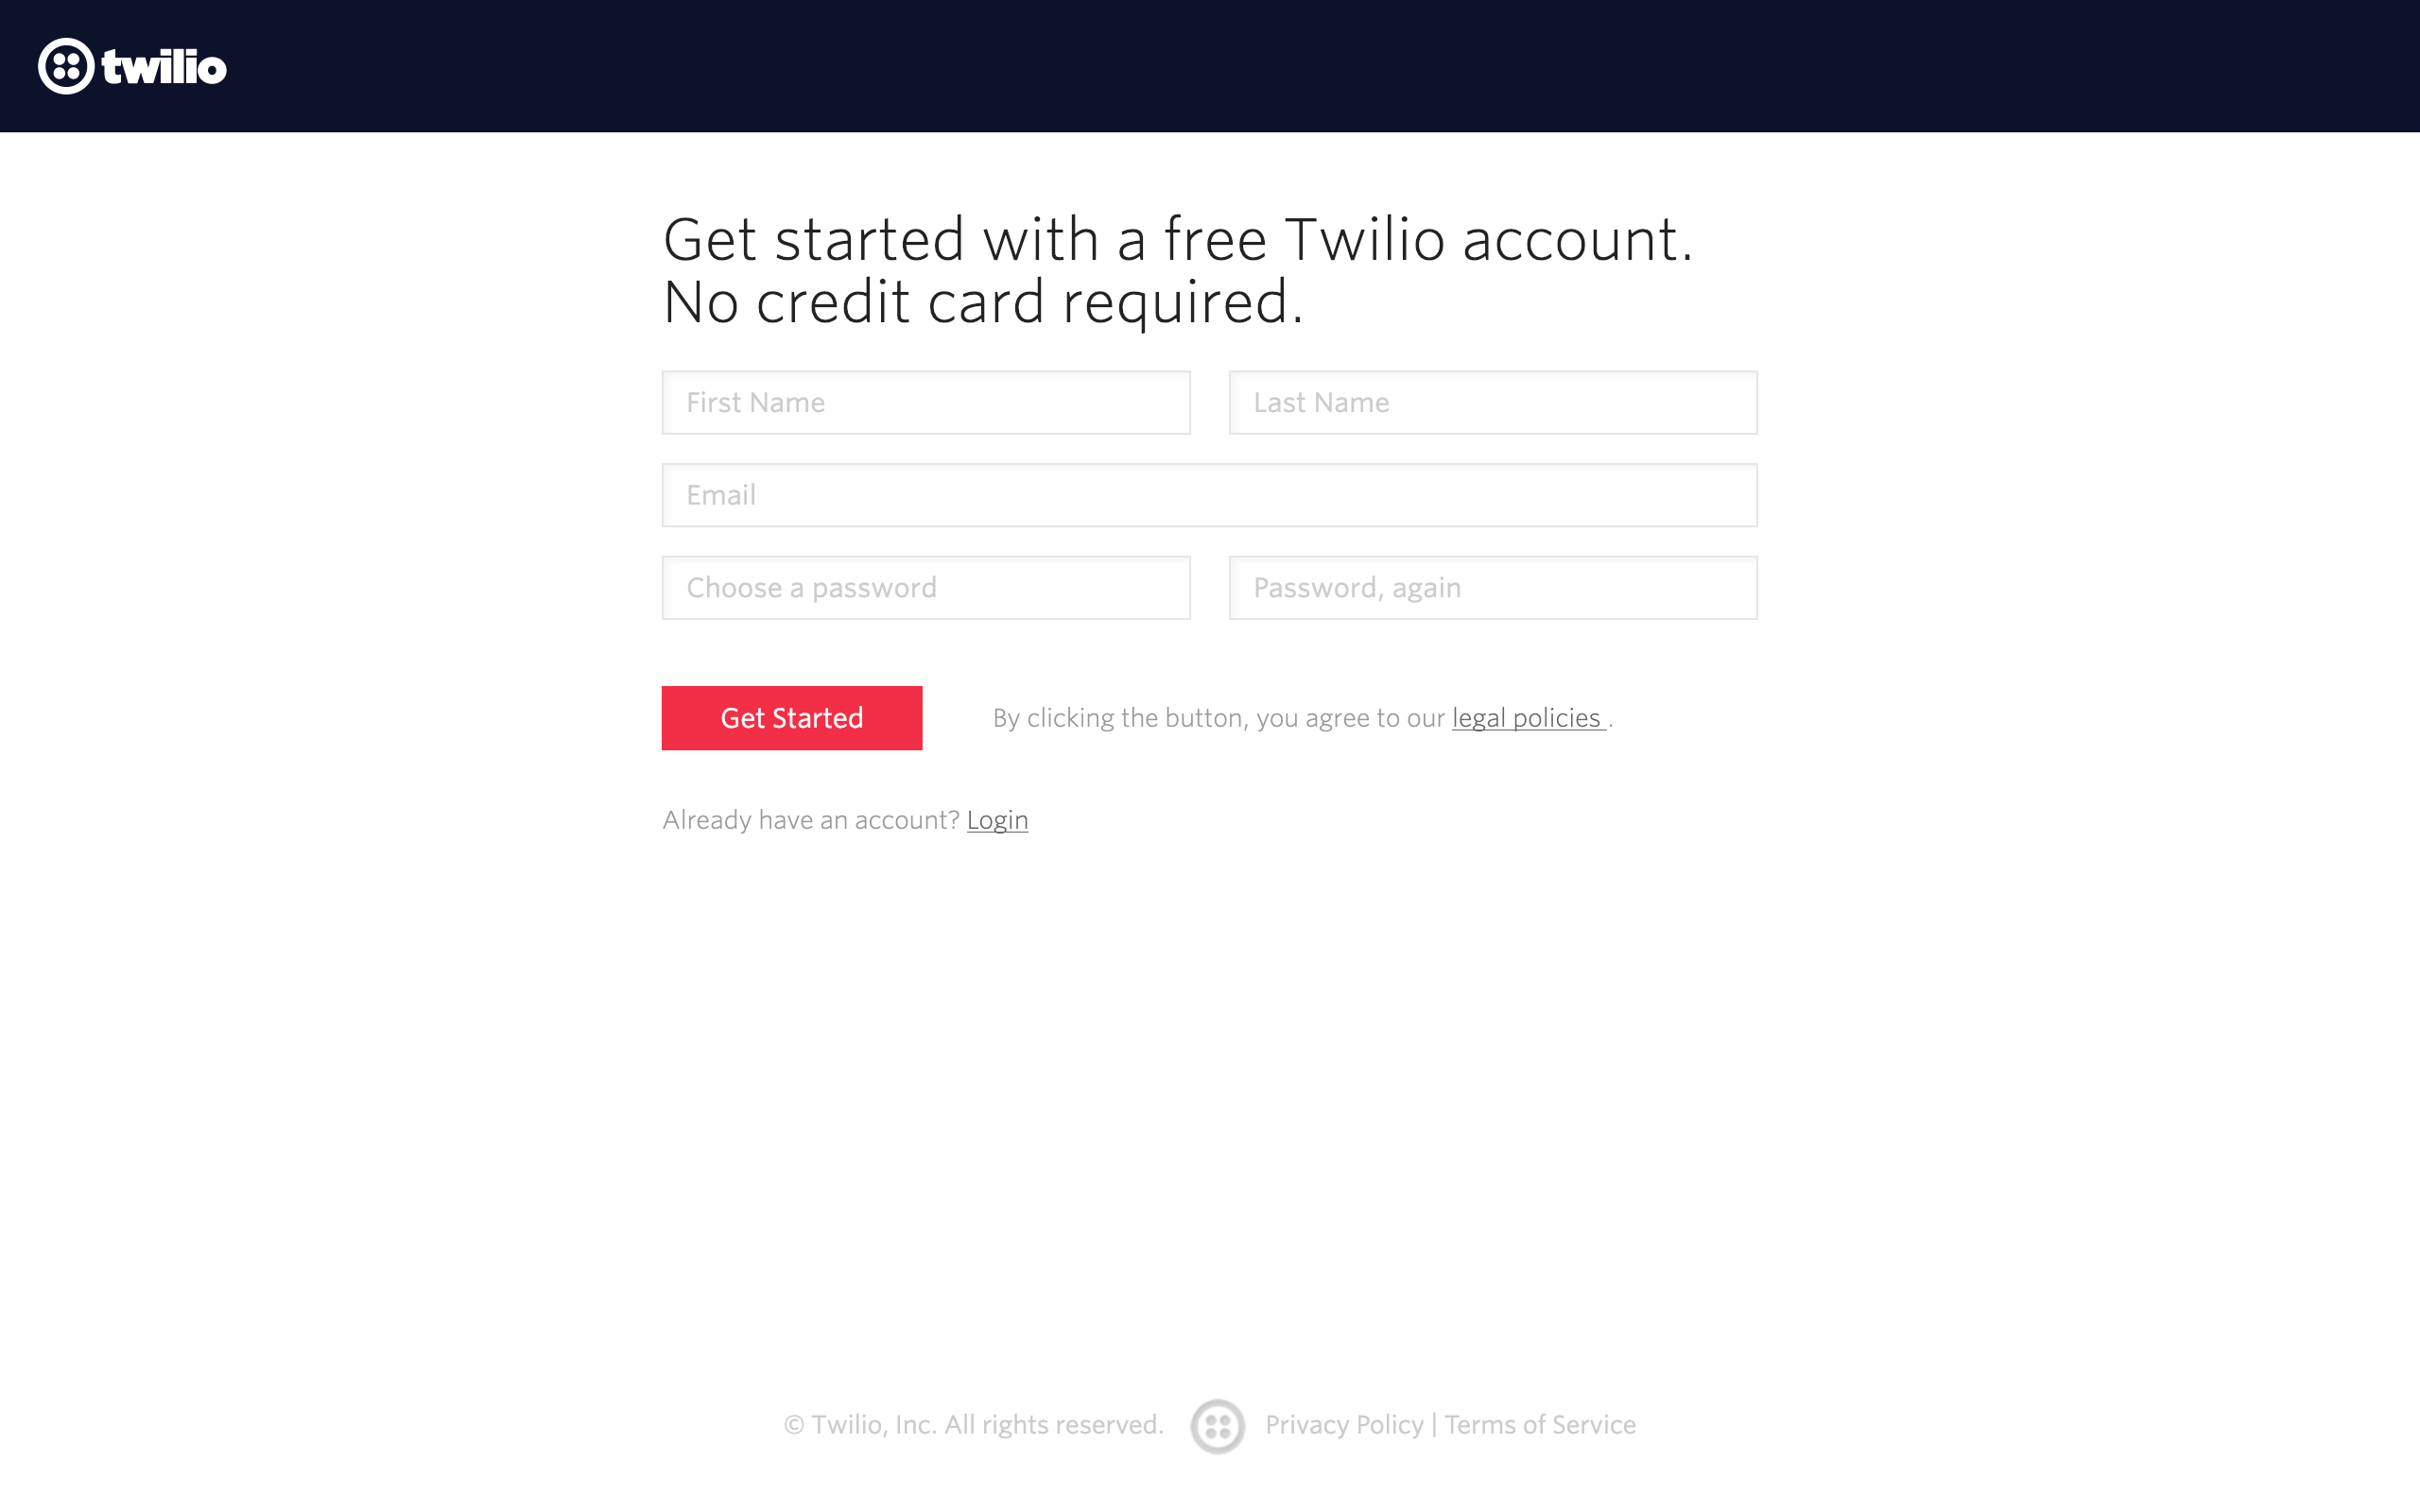 twilio
Get started with a free Twilio account.
No credit card required.
First Name
Last Name
Email
Choose a password
Password, again
Get Started
By clicking the button, you agree to our legal policies .
Already have an account? Login
© Twilio, Inc. All rights reserved.
Privacy Policy | Terms of Service